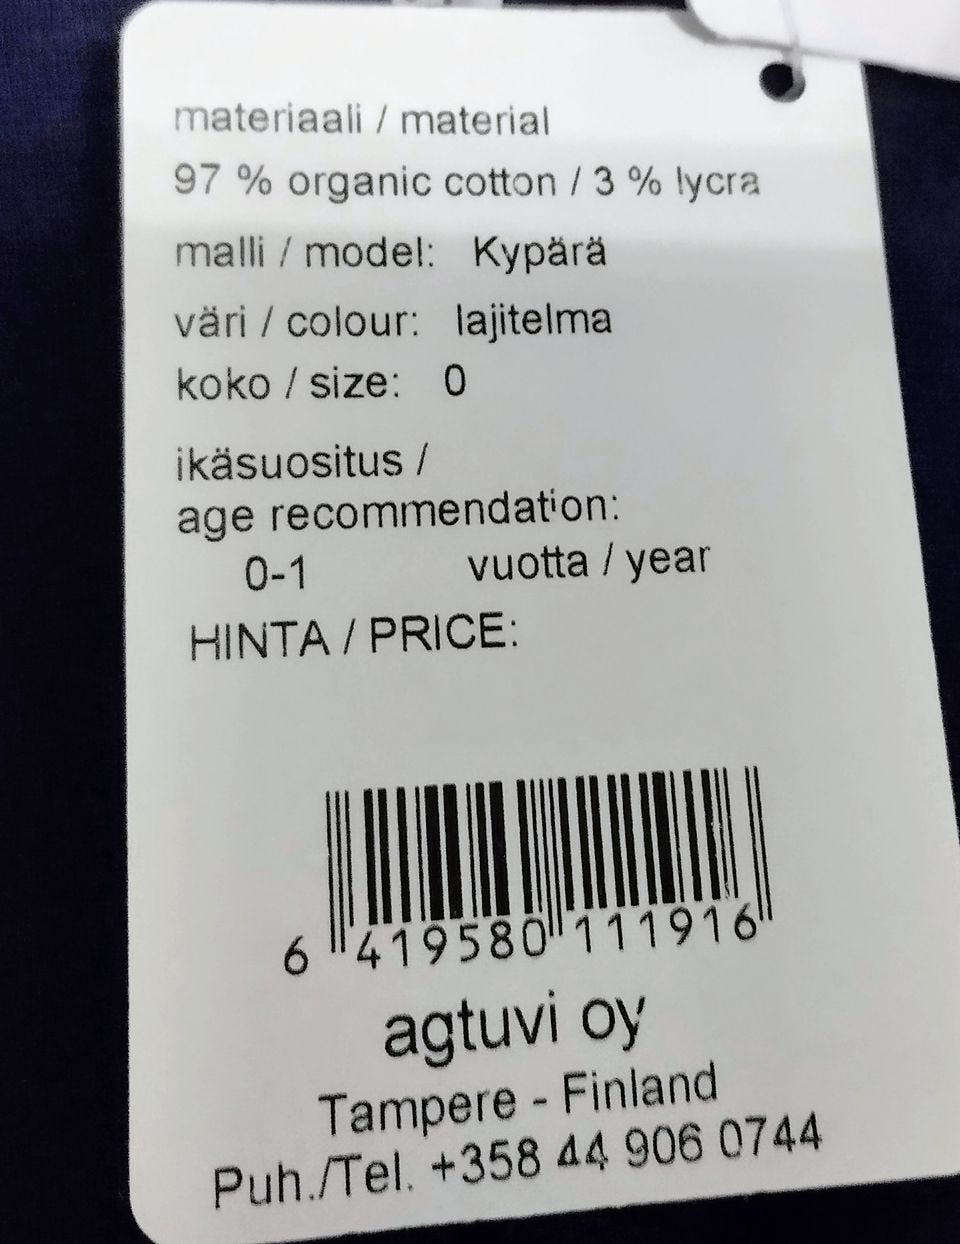 materiaali / material
97 % organic cotton / 3 % lycra
malli / model: Kypärä
väri / colour: lajitelma
koko / size: 0
ikäsuositus /
age recommendation:
0-1 vuotta / year
HINTA / PRICE:
6 419580 111916
agtuvi oy
Tampere - Finland
Puh./Tel. +358 44 906 0744